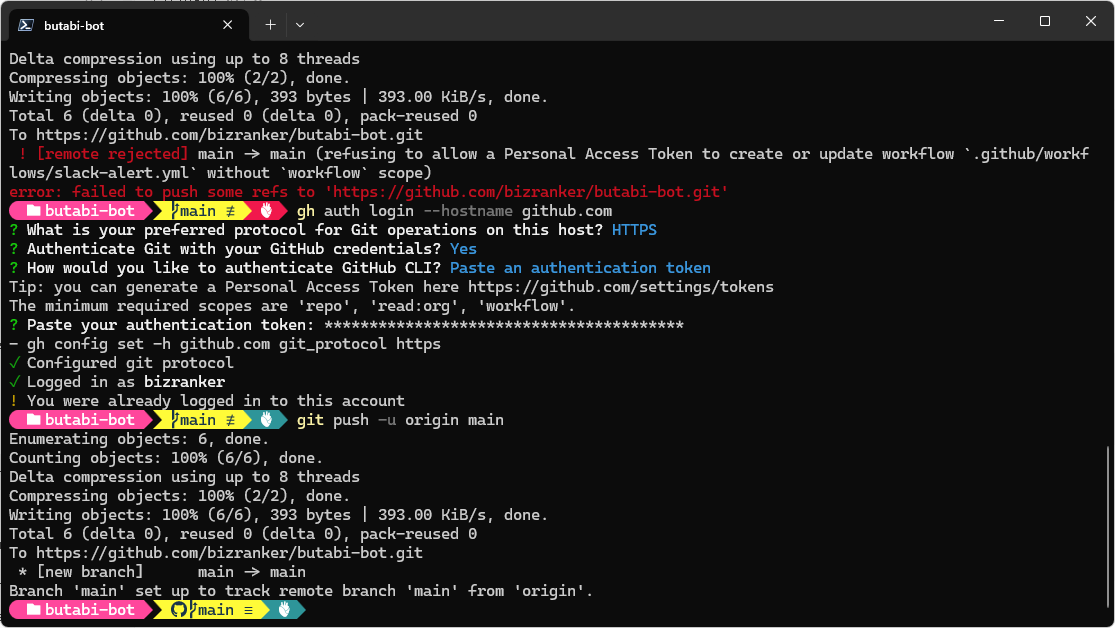 butabi-bot
Delta compression using up to 8 threads
Compressing objects: 100% (2/2), done.
Writing objects: 100% (6/6), 393 bytes | 393.00 KiB/s, done.
Total 6 (delta 0), reused 0 (delta 0), pack-reused 0
To https://github.com/bizranker/butabi-bot.git
 ! [remote rejected] main -> main (refusing to allow a Personal Access Token to create or update workflow `.github/workf
lows/slack-alert.yml` without `workflow` scope)
error: failed to push some refs to 'https://github.com/bizranker/butabi-bot.git'
butabi-bot main ≢ gh auth login --hostname github.com
? What is your preferred protocol for Git operations on this host? HTTPS
? Authenticate Git with your GitHub credentials? Yes
? How would you like to authenticate GitHub CLI? Paste an authentication token
Tip: you can generate a Personal Access Token here https://github.com/settings/tokens
The minimum required scopes are 'repo', 'read:org', 'workflow'.
? Paste your authentication token: ****************************************
- gh config set -h github.com git_protocol https
✓ Configured git protocol
✓ Logged in as bizranker
! You were already logged in to this account
butabi-bot main ≢ git push -u origin main
Enumerating objects: 6, done.
Counting objects: 100% (6/6), done.
Delta compression using up to 8 threads
Compressing objects: 100% (2/2), done.
Writing objects: 100% (6/6), 393 bytes | 393.00 KiB/s, done.
Total 6 (delta 0), reused 0 (delta 0), pack-reused 0
To https://github.com/bizranker/butabi-bot.git
 * [new branch]      main -> main
Branch 'main' set up to track remote branch 'main' from 'origin'.
butabi-bot main ≡